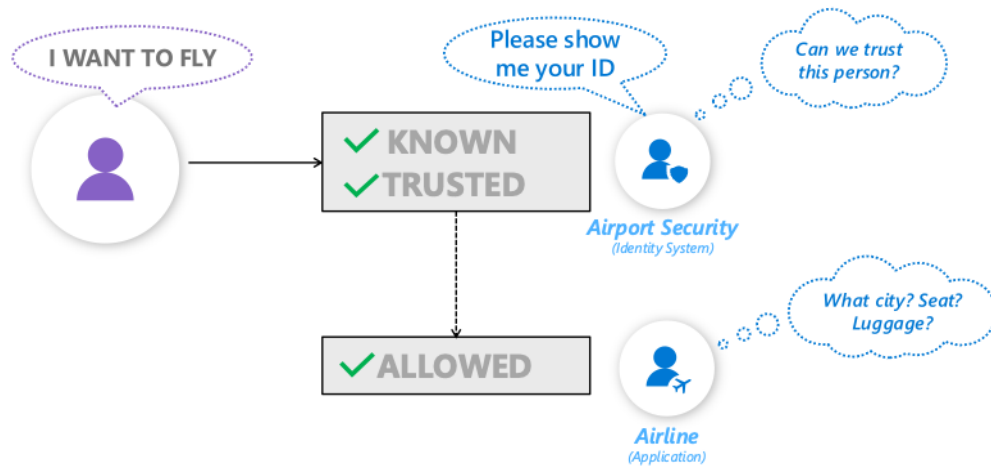 I WANT TO FLY
Please show
me your ID
Can we trust
this person?
KNOWN
TRUSTED
Airport Security
(Identity System)
What city? Seat?
Luggage?
ALLOWED
Airline
(Application)